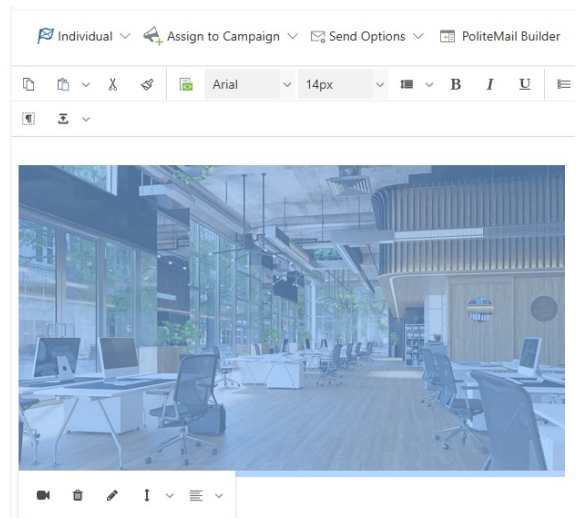 Individual Assign to Campaign Send Options PoliteMail Builder
Arial 14px B I U